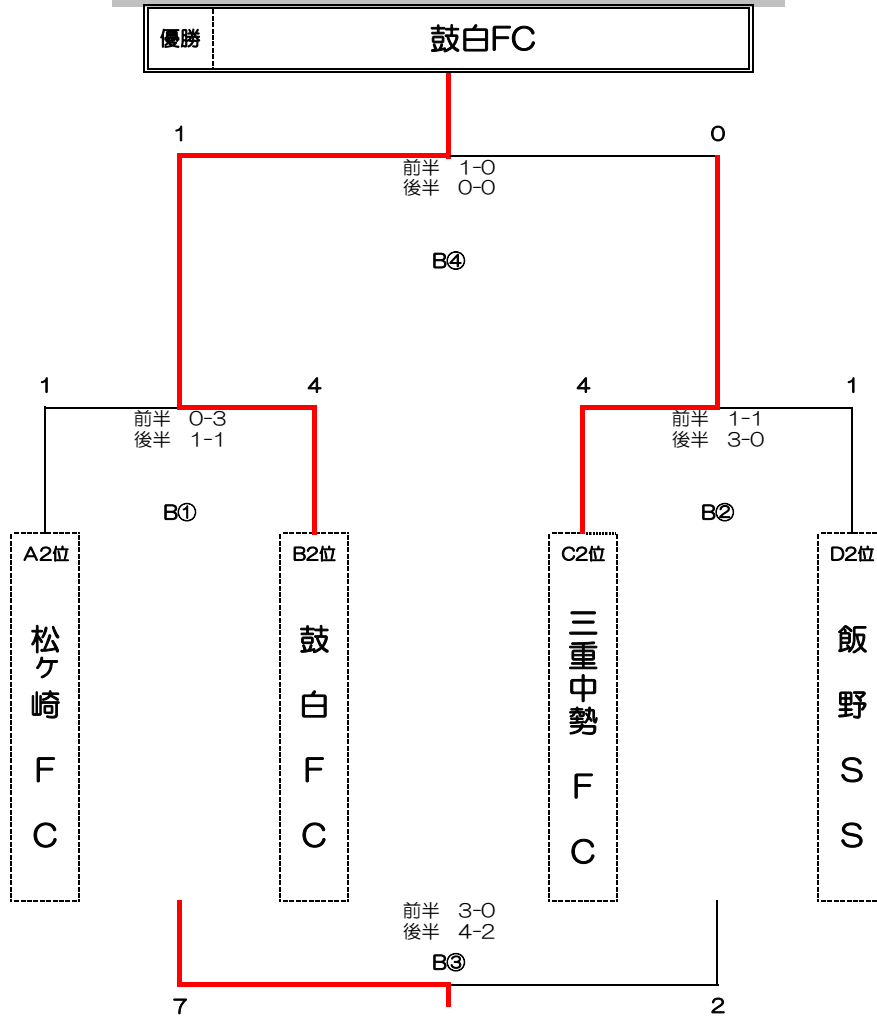 優勝 鼓白FC
1 0
前半 1-0
後半 0-0
B④
1 4 4 1
前半 0-3 前半 1-1
後半 1-1 後半 3-0
B① B②
A2位 B2位 C2位 D2位
松ヶ崎FC
鼓白FC
三重中勢FC
飯野SS
前半 3-0
後半 4-2
B③
7 2